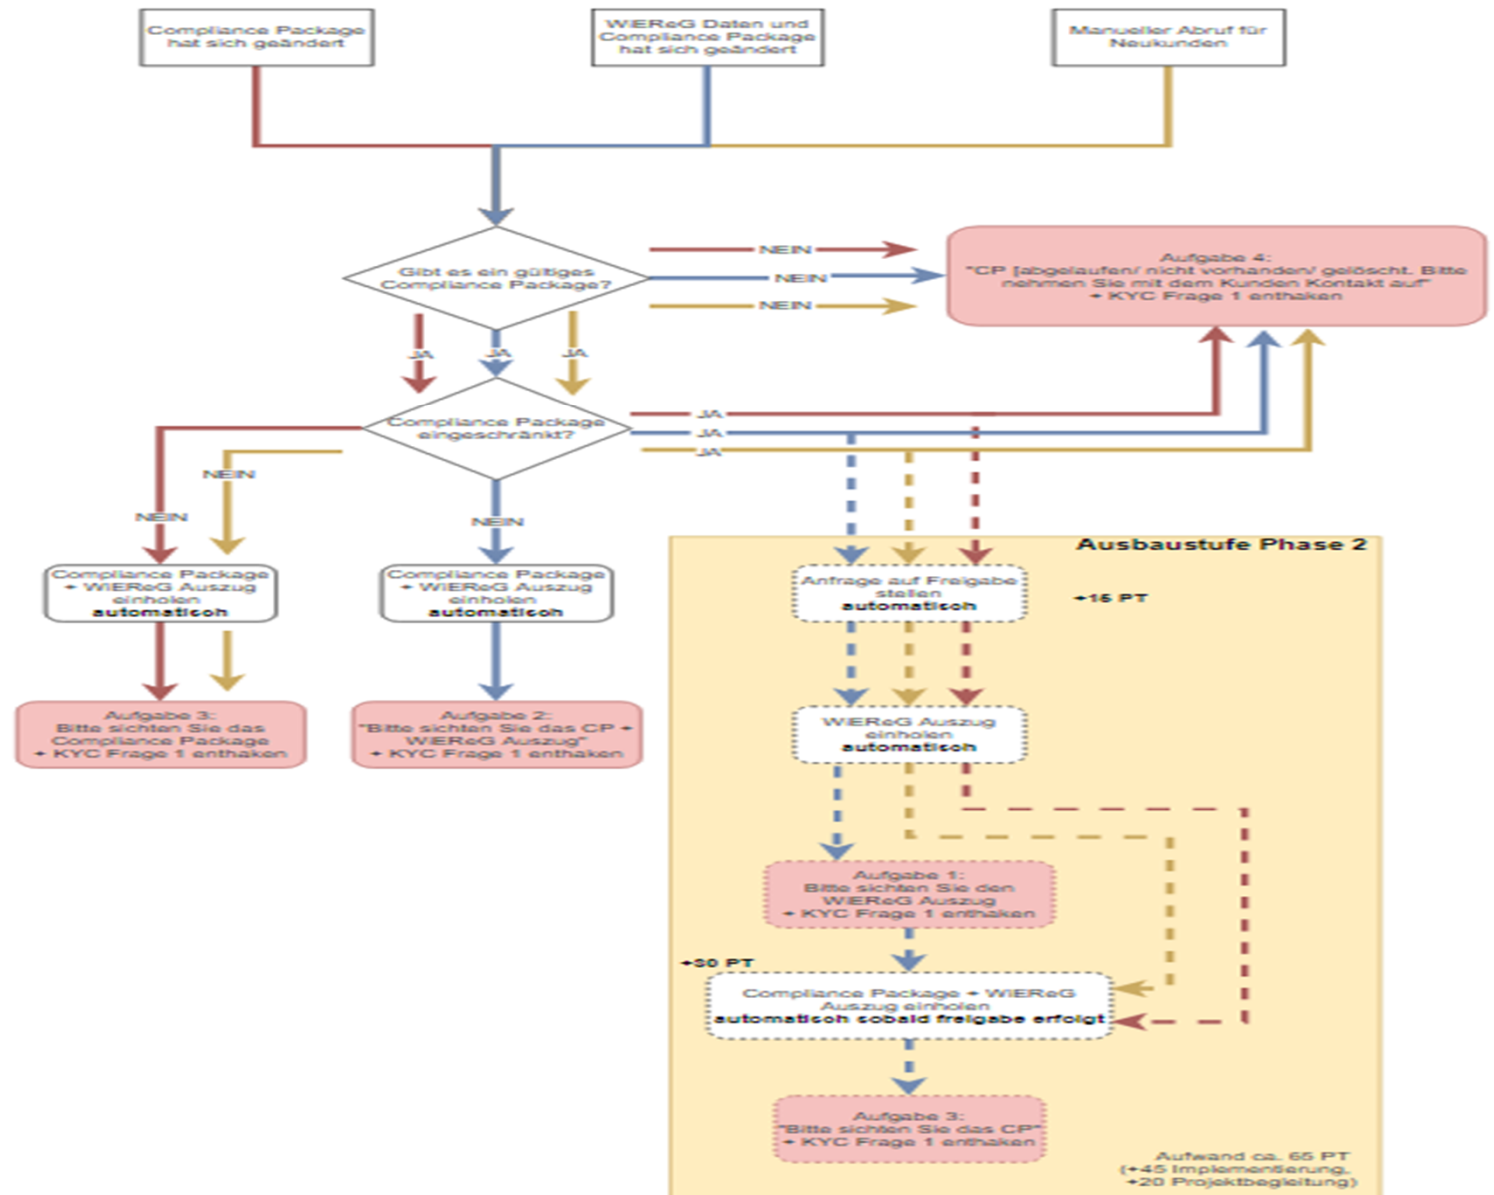 Compliance Package
hat sich geändert
WiEReG Daten und
Compliance Package
hat sich geändert
Manueller Abruf für
Neukunden
Gibt es ein gültiges
Compliance Package?
NEIN
NEIN
NEIN
Aufgabe 4:
"CP [abgelaufen/ nicht vorhanden/ gelöscht. Bitte
nehmen Sie mit dem Kunden Kontakt auf"
+ KYC Frage 1 enthaken
JA
JA
JA
Compliance Package
eingeschränkt?
JA
JA
JA
NEIN
NEIN
NEIN
Compliance Package
+ WiEReG Auszug
einholen
automatisch
Compliance Package
+ WiEReG Auszug
einholen
automatisch
Aufgabe 3:
Bitte sichten Sie das
Compliance Package
+ KYC Frage 1 enthaken
Aufgabe 2:
"Bitte sichten Sie das CP +
WiEReG Auszug"
+ KYC Frage 1 enthaken
Ausbaustufe Phase 2
Anfrage auf Freigabe
stellen
automatisch
+15 PT
WiEReG Auszug
einholen
automatisch
Aufgabe 1:
Bitte sichten Sie den
WiEReG Auszug
+ KYC Frage 1 enthaken
+30 PT
Compliance Package + WiEReG
Auszug einholen
automatisch sobald freigabe erfolgt
Aufgabe 3:
"Bitte sichten Sie das CP"
+ KYC Frage 1 enthaken
Aufwand ca. 65 PT
(+45 Implementierung,
+20 Projektbegleitung)